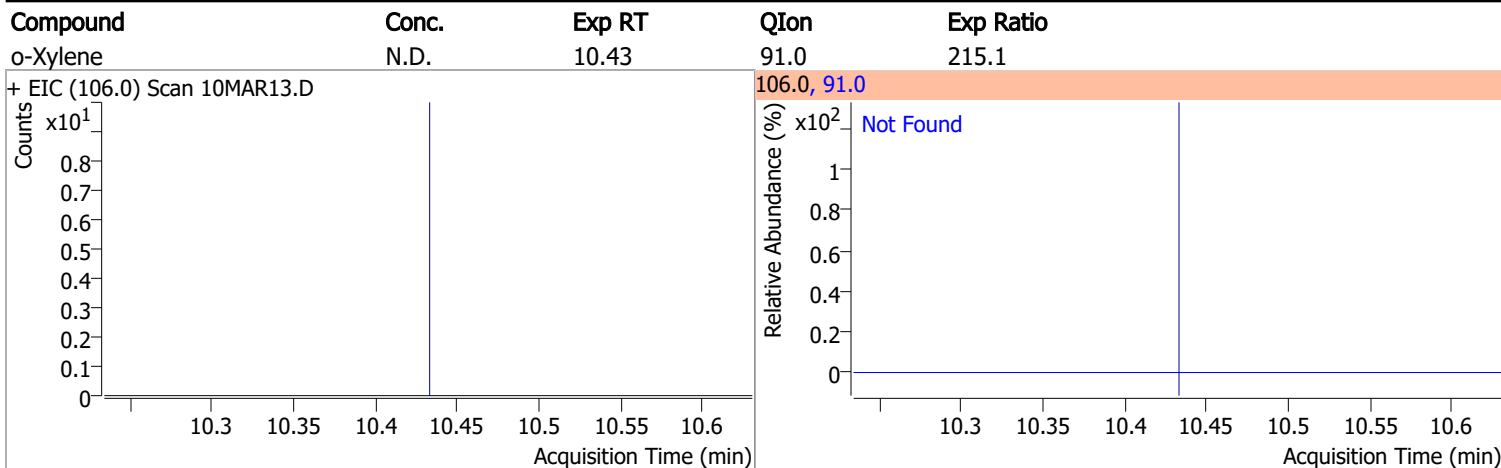 Compound Conc. Exp RT QIon Exp Ratio
o-Xylene N.D. 10.43 91.0 215.1
+ EIC (106.0) Scan 10MAR13.D
Counts
x10¹
0.8
0.7
0.6
0.5
0.4
0.3
0.2
0.1
0
10.3 10.35 10.4 10.45 10.5 10.55 10.6
Acquisition Time (min)
106.0, 91.0
Relative Abundance (%)
x10²
Not Found
1
0.8
0.6
0.4
0.2
0
10.3 10.35 10.4 10.45 10.5 10.55 10.6
Acquisition Time (min)